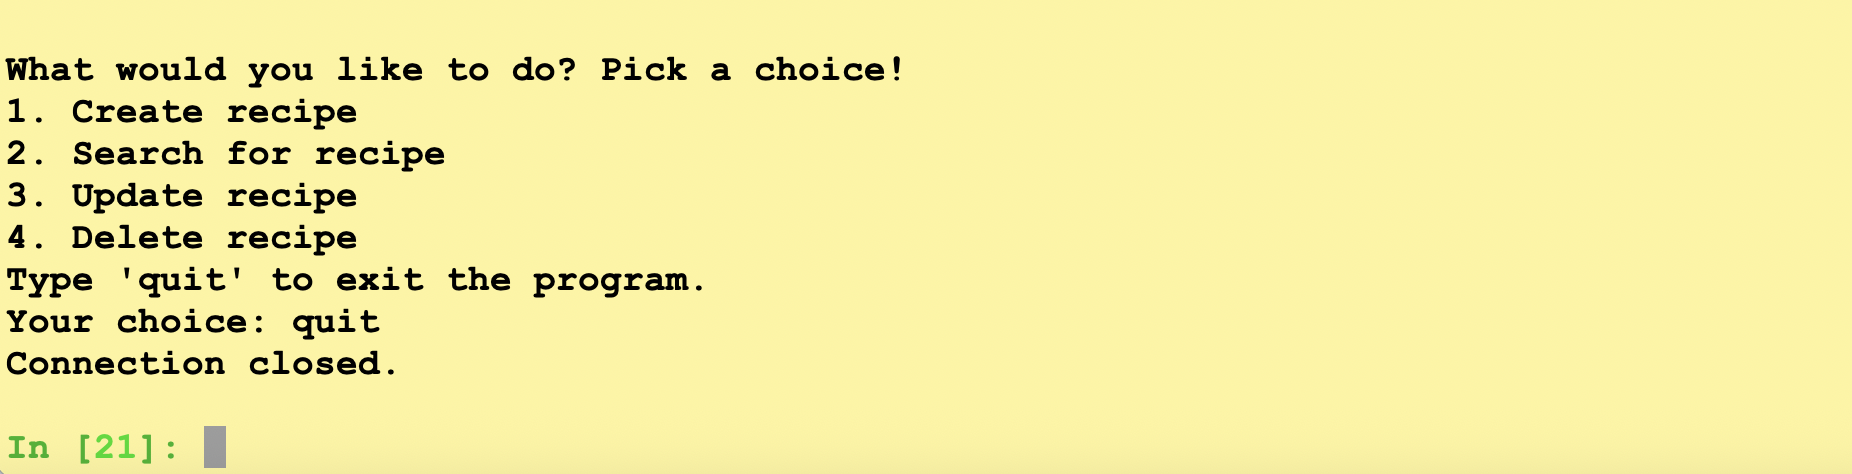 What would you like to do? Pick a choice!
1. Create recipe
2. Search for recipe
3. Update recipe
4. Delete recipe
Type 'quit' to exit the program.
Your choice: quit
Connection closed.
In [21]: